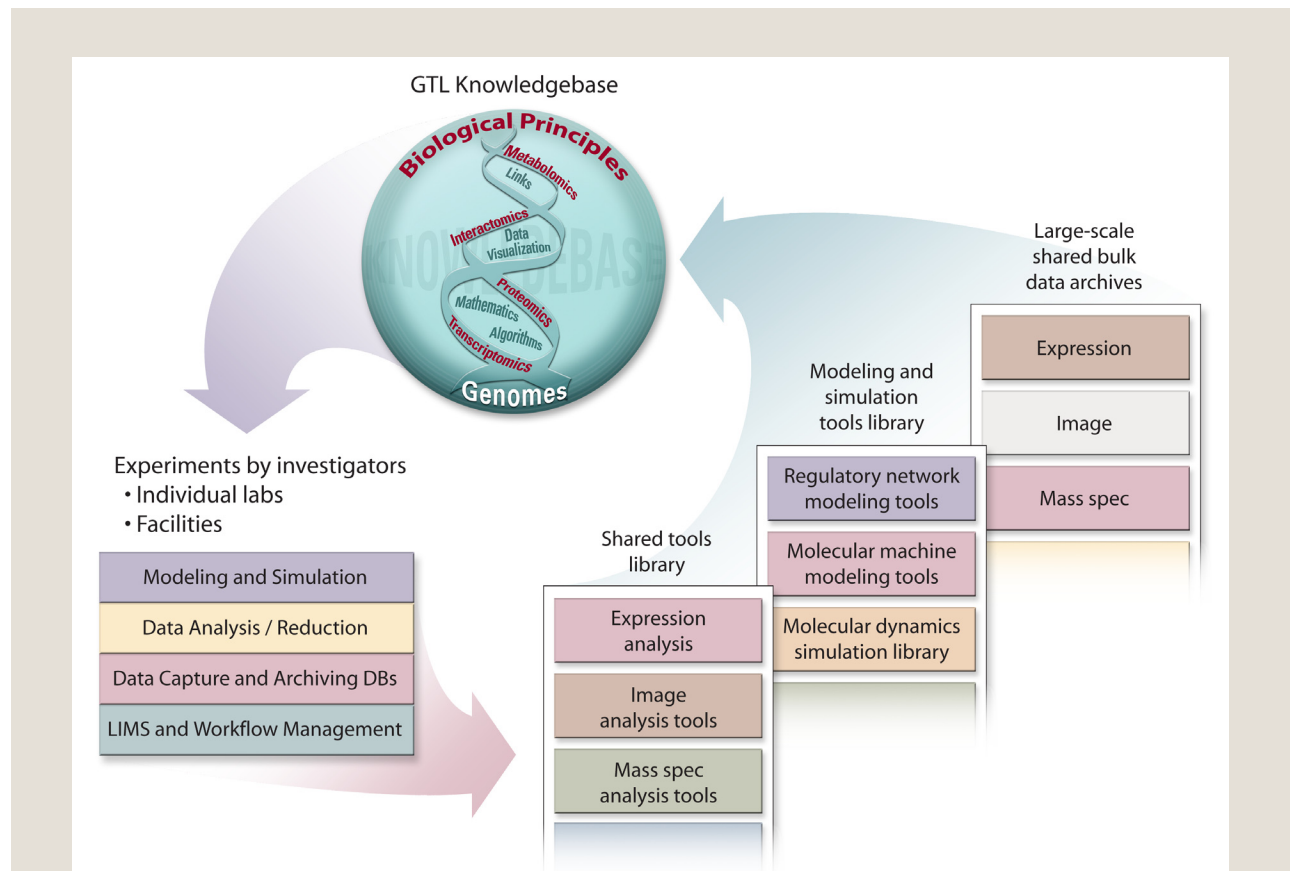 GTL Knowledgebase
Biological Principles
Metabolomics
Links
Interactomics
Data
Visualization
KNOWLEDGEBASE
Proteomics
Mathematics
Algorithms
Transcriptomics
Genomes
Experiments by investigators
• Individual labs
• Facilities
Modeling and Simulation
Data Analysis / Reduction
Data Capture and Archiving DBs
LIMS and Workflow Management
Shared tools
library
Expression
analysis
Image
analysis tools
Mass spec
analysis tools
Modeling and
simulation
tools library
Regulatory network
modeling tools
Molecular machine
modeling tools
Molecular dynamics
simulation library
Large-scale
shared bulk
data archives
Expression
Image
Mass spec